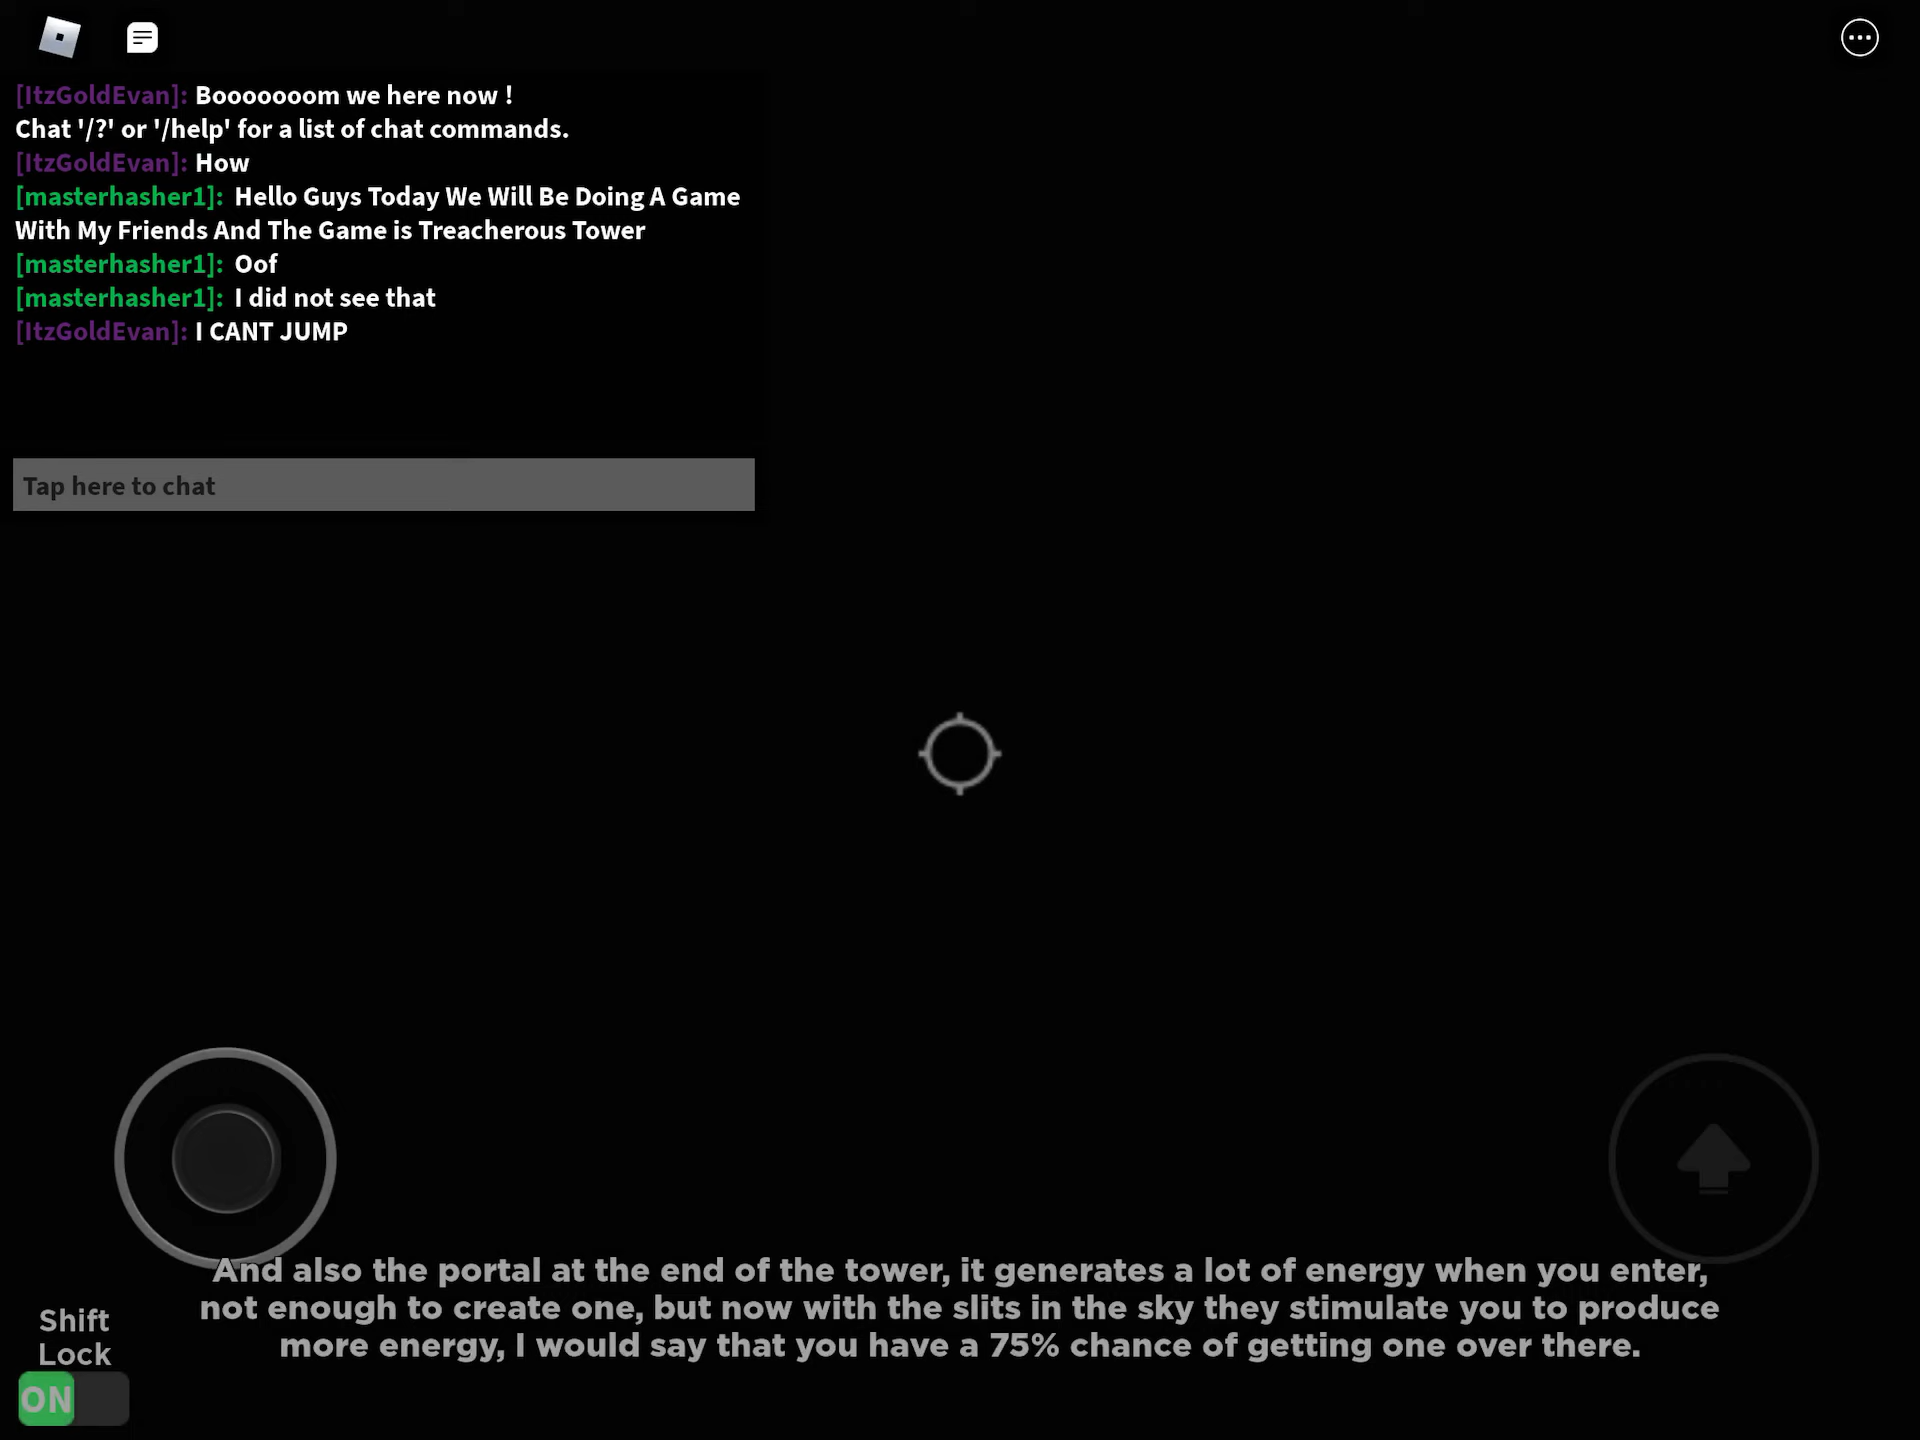 [ItzGoldEvan]: Booooooom we here now !
Chat '/?' or '/help' for a list of chat commands.
[ItzGoldEvan]: How
[masterhasher1]: Hello Guys Today We Will Be Doing A Game
With My Friends And The Game is Treacherous Tower
[masterhasher1]: Oof
[masterhasher1]: I did not see that
[ItzGoldEvan]: I CANT JUMP
Tap here to chat
And also the portal at the end of the tower, it generates a lot of energy when you enter,
not enough to create one, but now with the slits in the sky they stimulate you to produce
more energy, I would say that you have a 75% chance of getting one over there.
Shift
Lock
ON